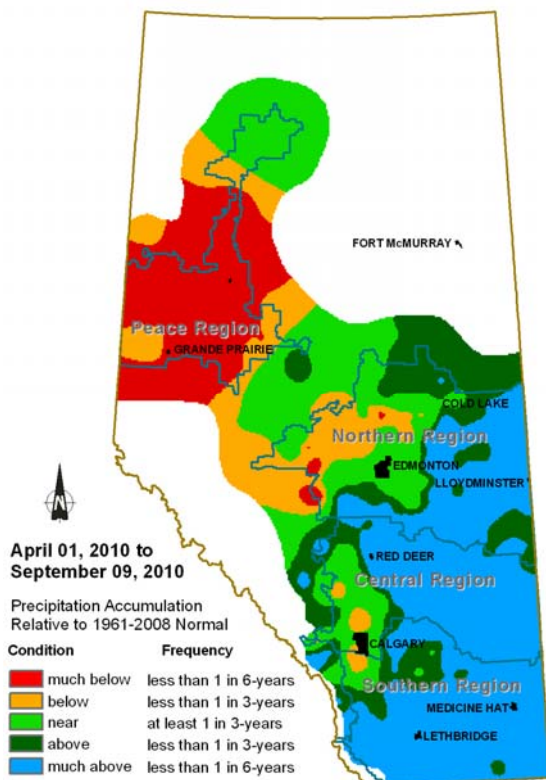 FORT McMURRAY
Peace Region
GRANDE PRAIRIE
COLD LAKE
Northern Region
EDMONTON
LLOYDMINSTER
N
April 01, 2010 to
September 09, 2010
RED DEER
Central Region
Precipitation Accumulation
Relative to 1961-2008 Normal
CALGARY
Condition Frequency
much below less than 1 in 6-years
below less than 1 in 3-years
near at least 1 in 3-years
above less than 1 in 3-years
much above less than 1 in 6-years
Southern Region
MEDICINE HAT
LETHBRIDGE